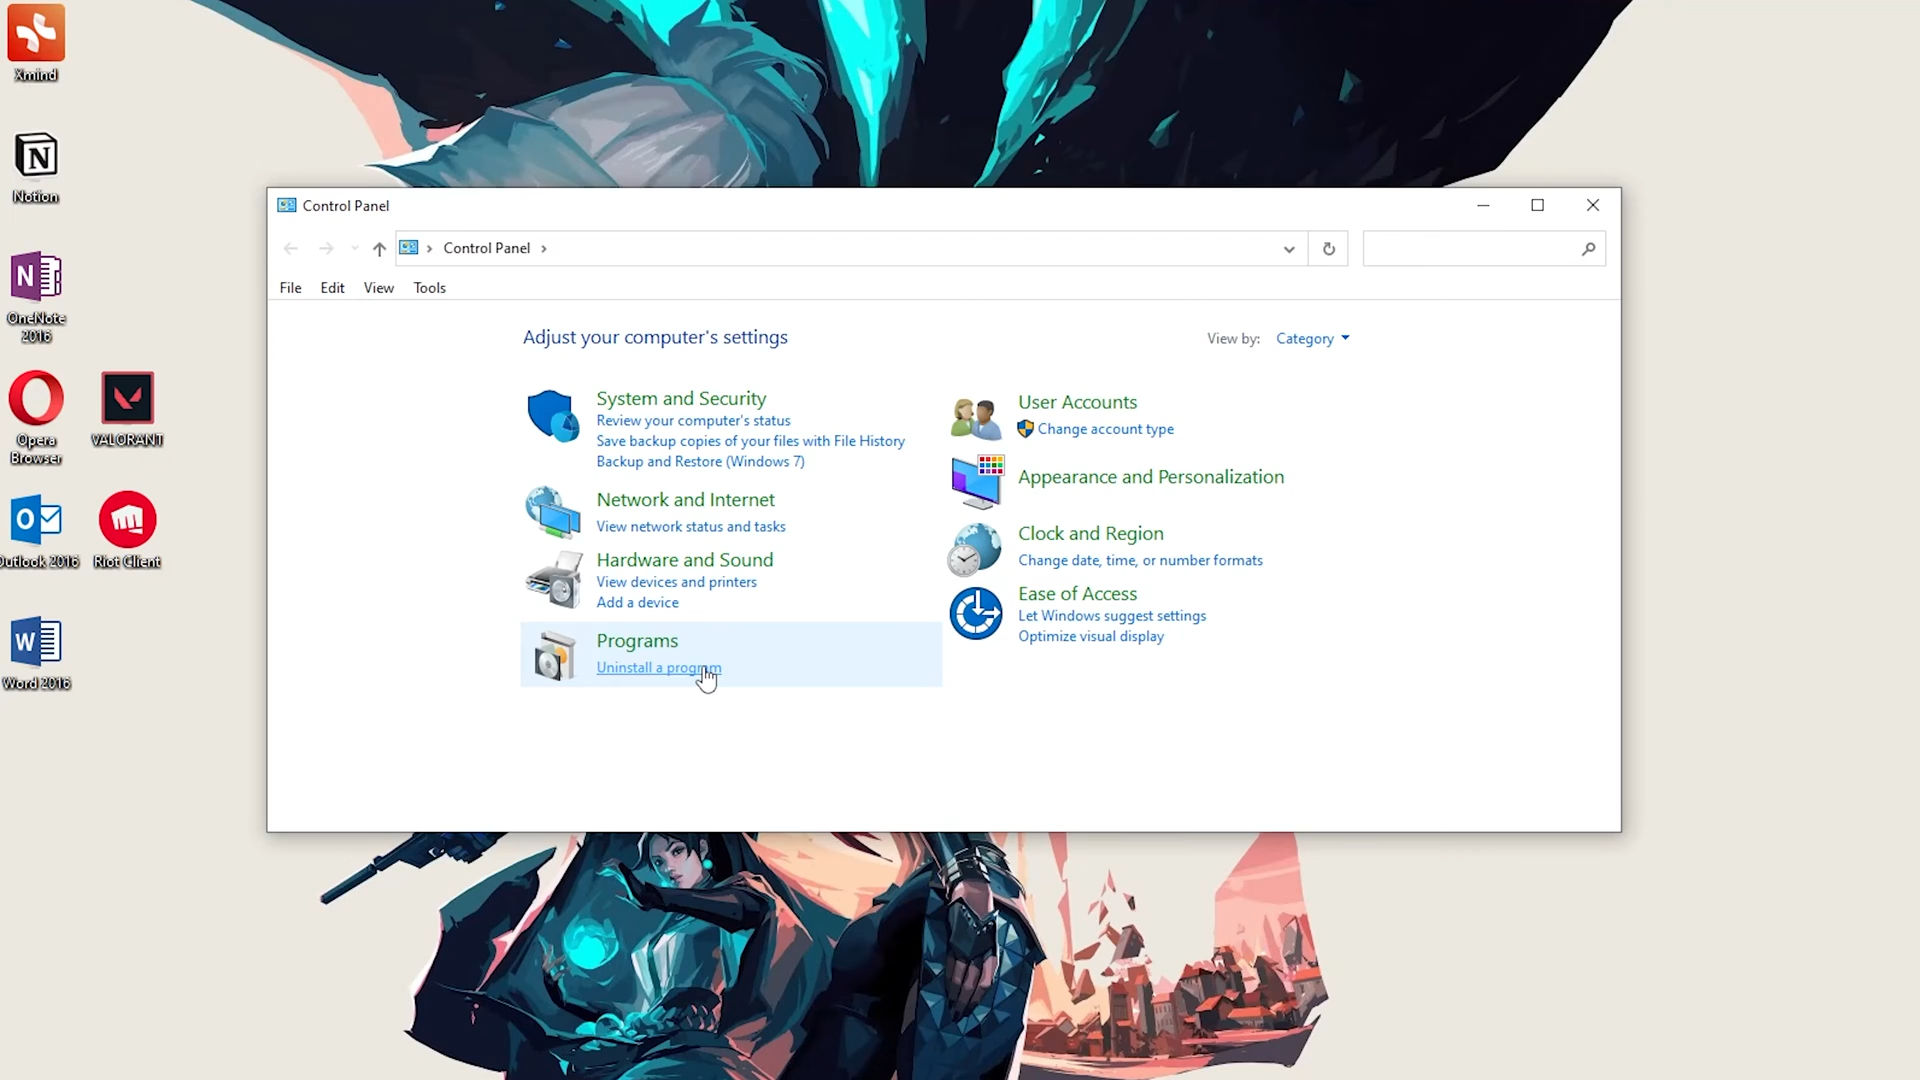 Xmind
Notion
OneNote
2016
Opera
Browser
VALORANT
Outlook 2016
Riot Client
Word 2016
Control Panel
Control Panel
File Edit View Tools
Adjust your computer's settings
View by: Category
System and Security
Review your computer's status
Save backup copies of your files with File History
Backup and Restore (Windows 7)
Network and Internet
View network status and tasks
Hardware and Sound
View devices and printers
Add a device
Programs
Uninstall a program
User Accounts
Change account type
Appearance and Personalization
Clock and Region
Change date, time, or number formats
Ease of Access
Let Windows suggest settings
Optimize visual display